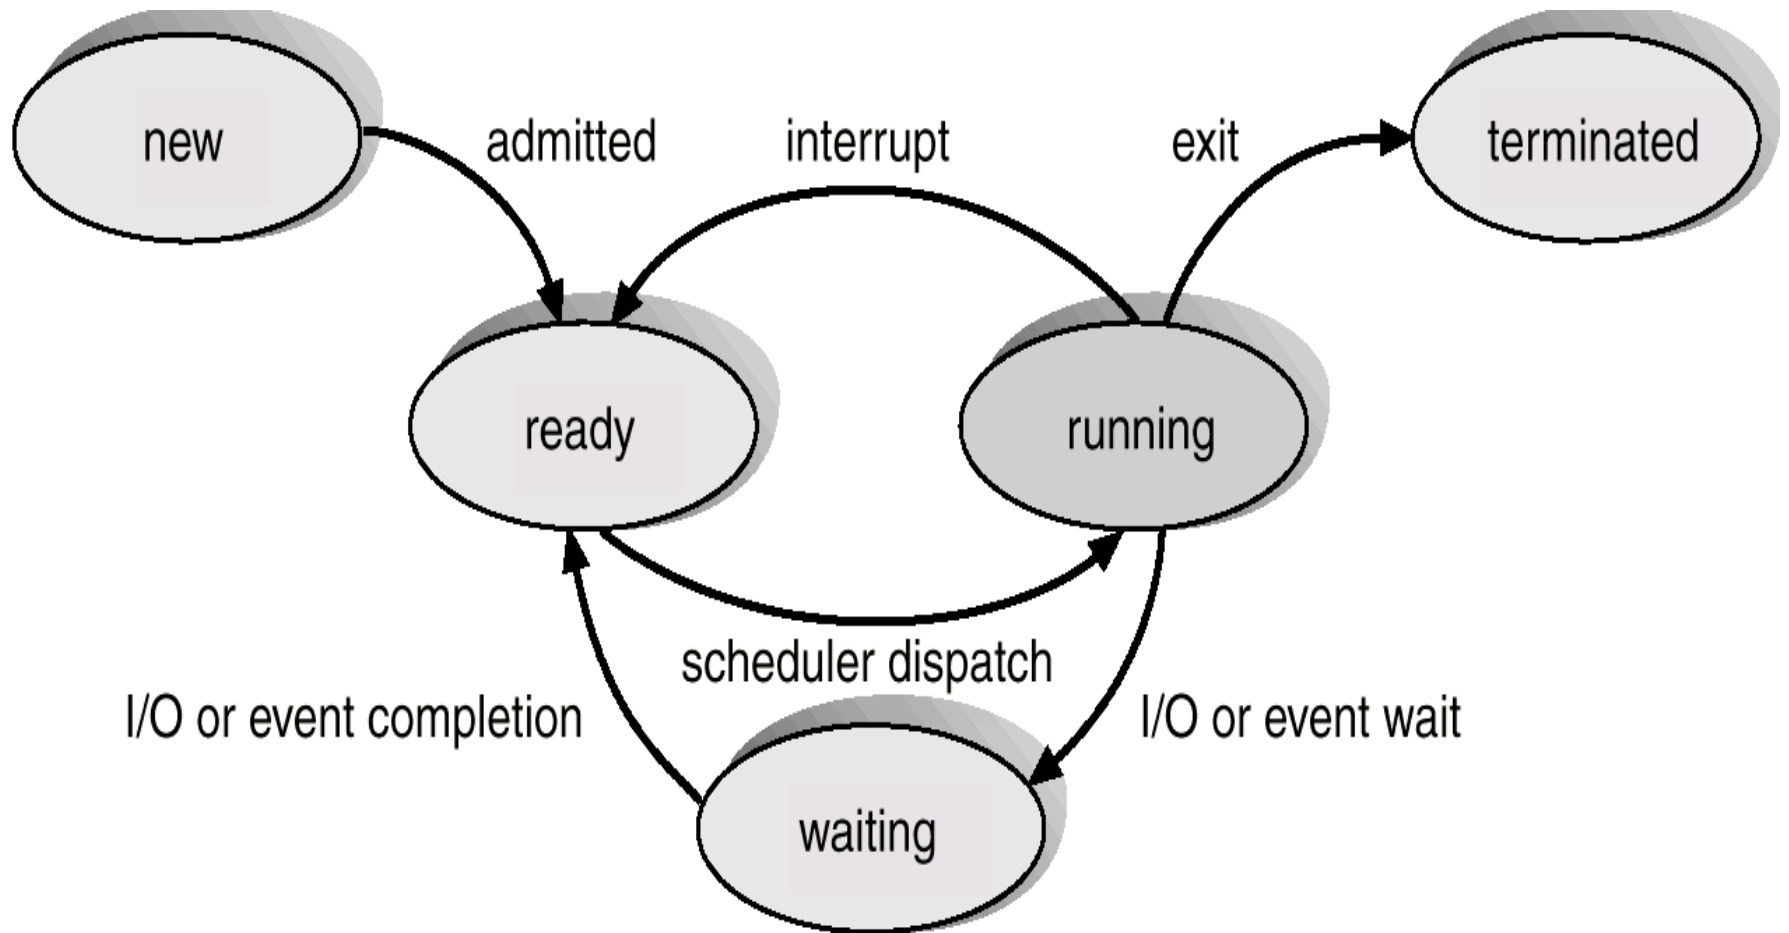 new
admitted
interrupt
exit
terminated
ready
running
scheduler dispatch
I/O or event completion
I/O or event wait
waiting